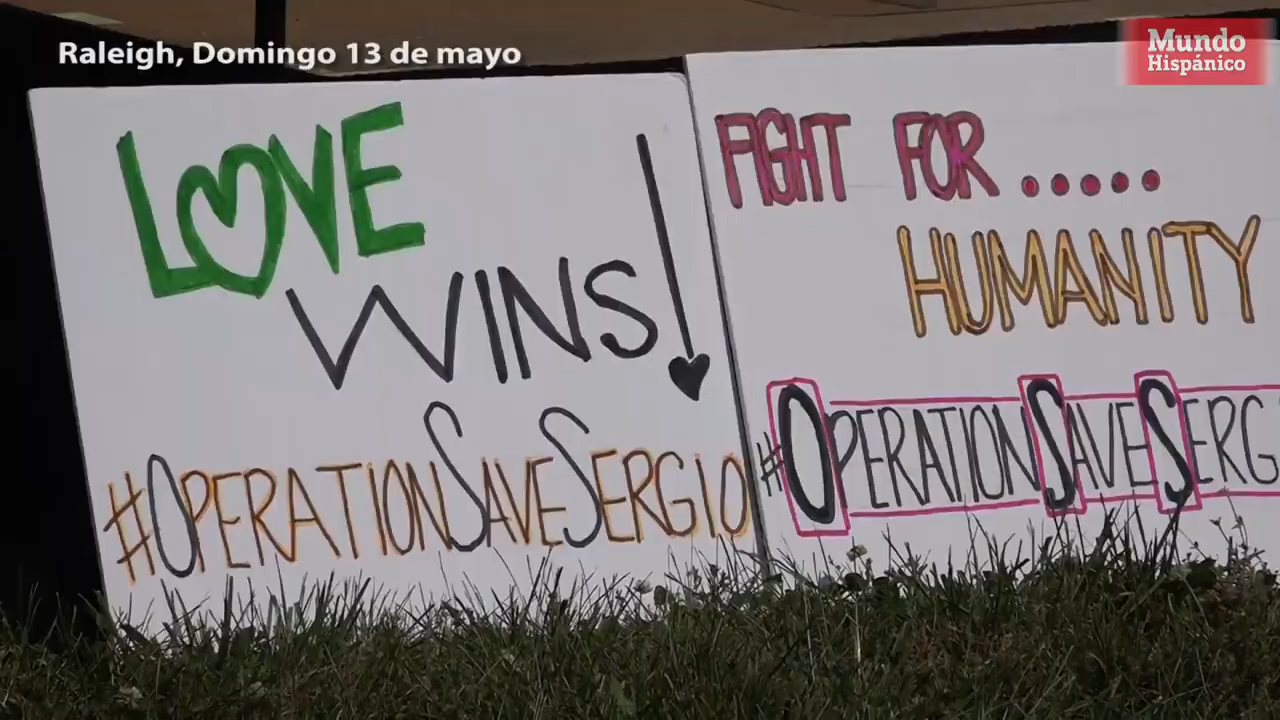 Raleigh, Domingo 13 de mayo
Mundo
Hispánico
LOVE
WINS!
#OPERATIONSAVESERGIO
FIGHT FOR .....
HUMANITY
#OPERATIONSAVESERG